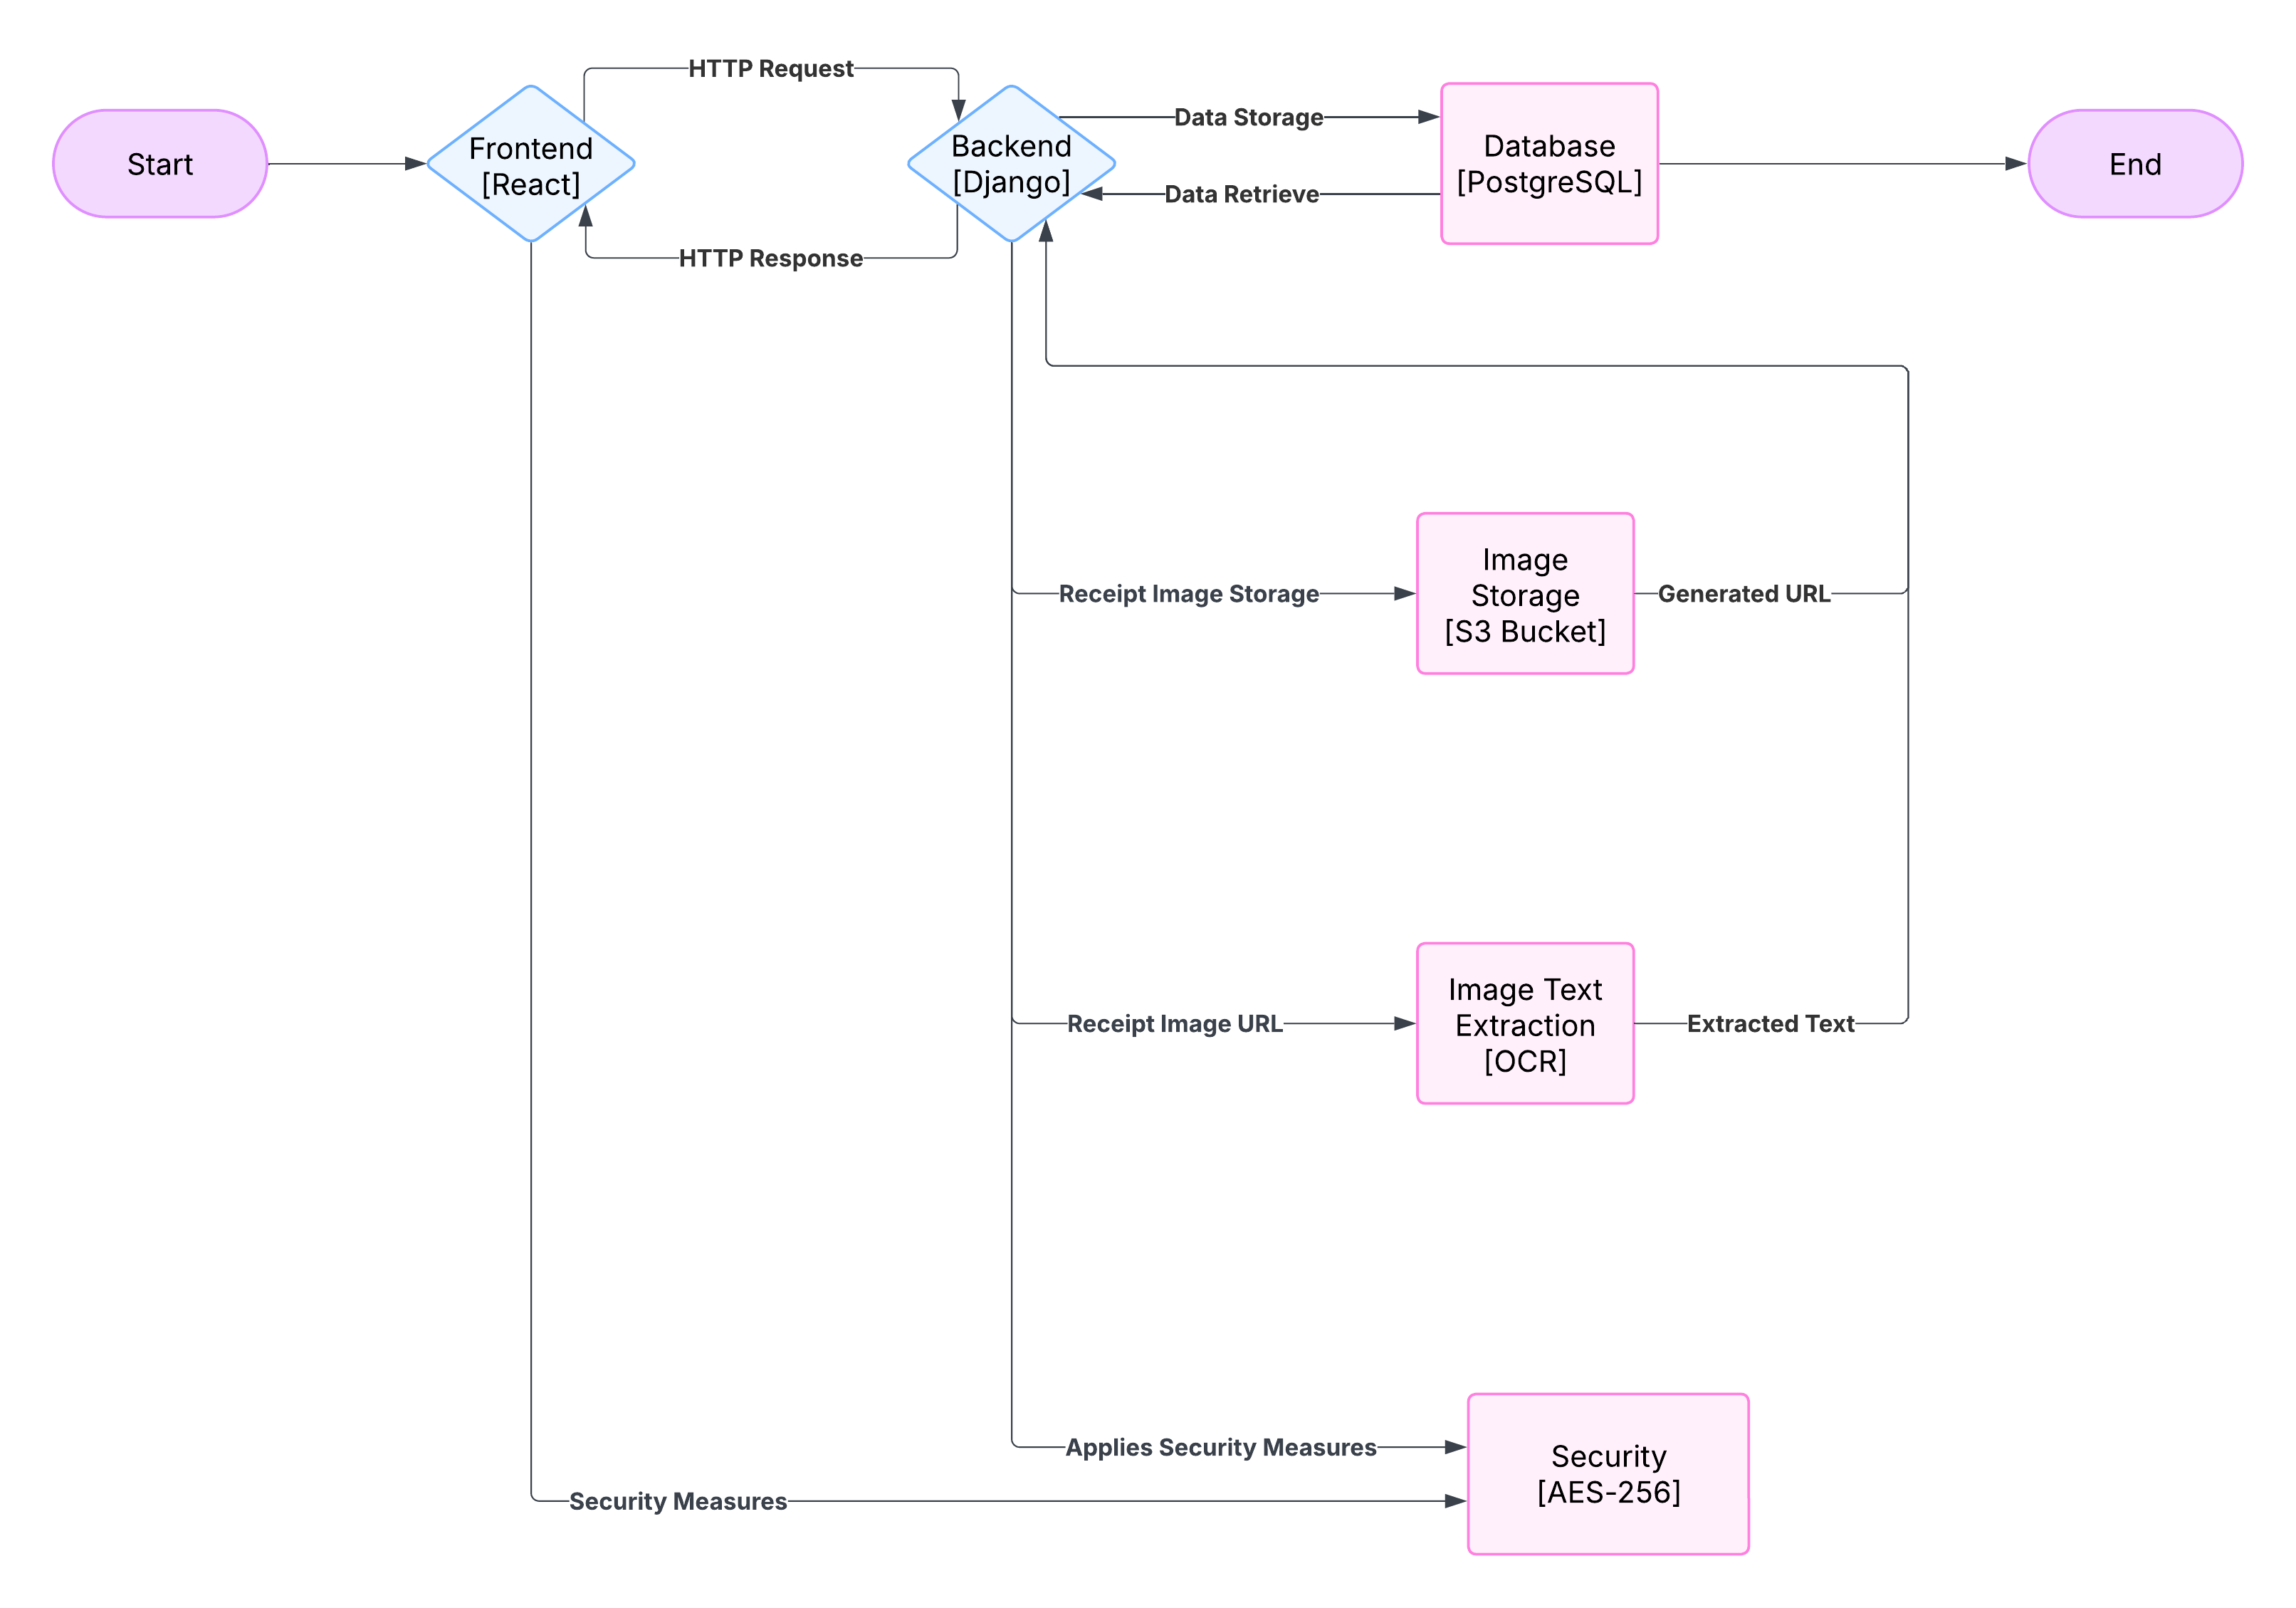 HTTP Request
Start
Frontend
[React]
Backend
[Django]
Data Storage
Data Retrieve
Database
[PostgreSQL]
End
HTTP Response
Receipt Image Storage
Image
Storage
[S3 Bucket]
Generated URL
Receipt Image URL
Image Text
Extraction
[OCR]
Extracted Text
Applies Security Measures
Security
[AES-256]
Security Measures